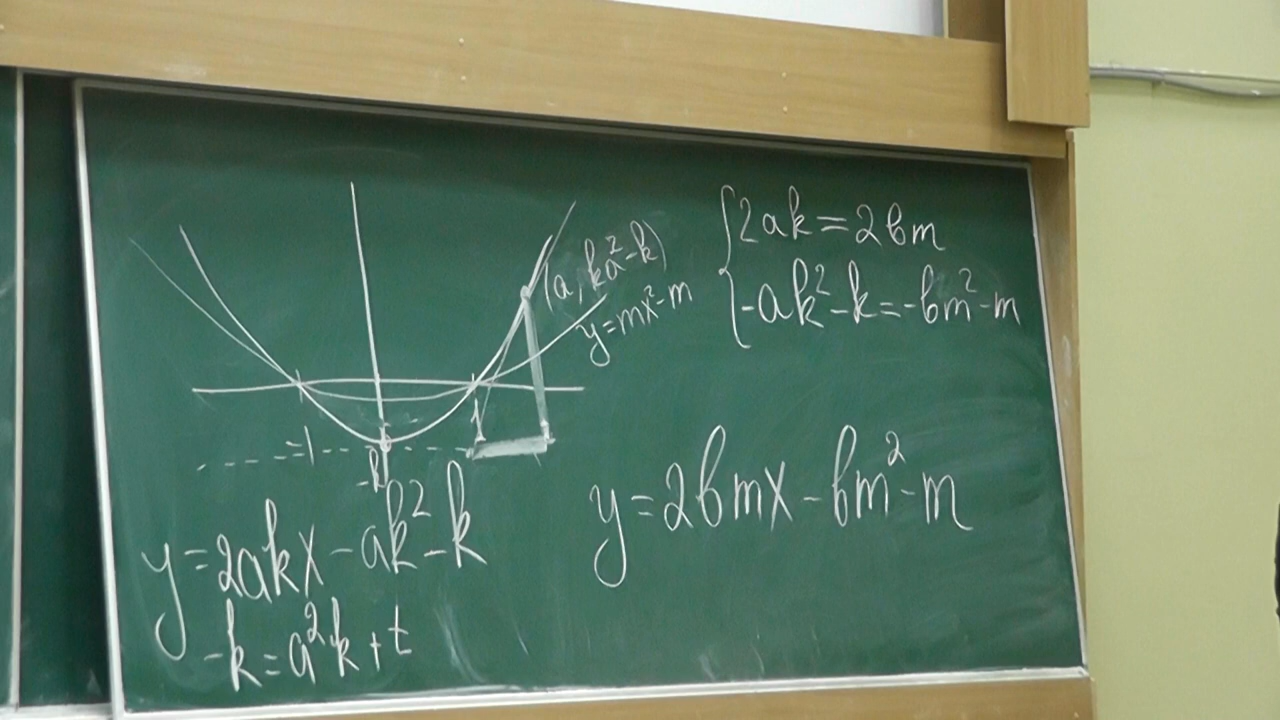 (a, ka²-k)
y=mx²-m
-1
1
-k
y=2akx-ak²-k
-k=a²k+t
{2ak=2bm
-ak²-k=-bm²-m
y=2bmx-bm²-m